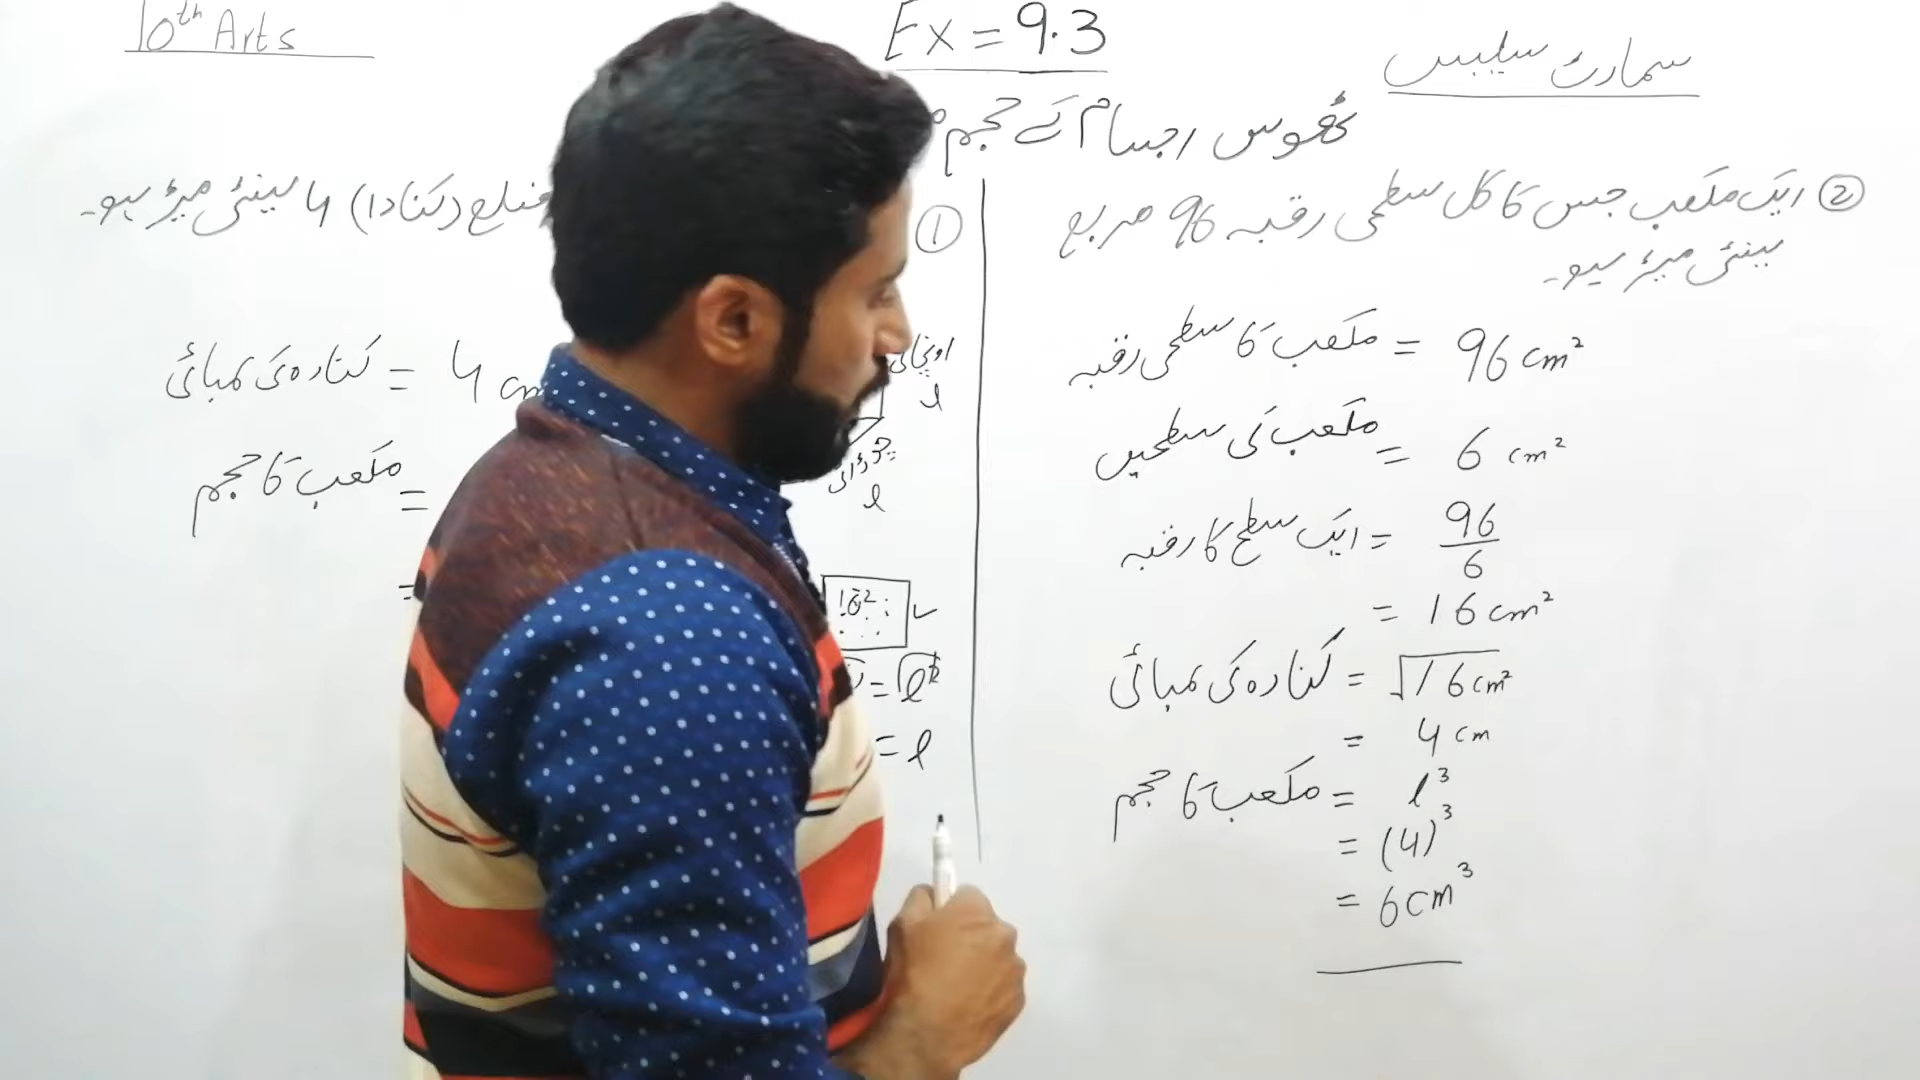 10th Arts
Ex = 9.3
سمارٹ سلیبس
ٹھوس اجسام کے حجم
② ایک مکعب جس کا کل سطحی رقبہ 96 مربع
سینٹی میٹر ہو۔
مکعب کا سطحی رقبہ = 96 cm²
مکعب کی سطحیں = 6 cm²
ایک سطح کا رقبہ = 96/6
= 16 cm²
کنارہ کی لمبائی = √16 cm²
= 4 cm
مکعب کا حجم = l³
= (4)³
= 6 cm³
①
ضلع (کنارا) 4 سینٹی میٹر ہو۔
کنارہ کی لمبائی = 4 cm
مکعب کا حجم =
=
اونچائی
l
چوڑائی
l
= l